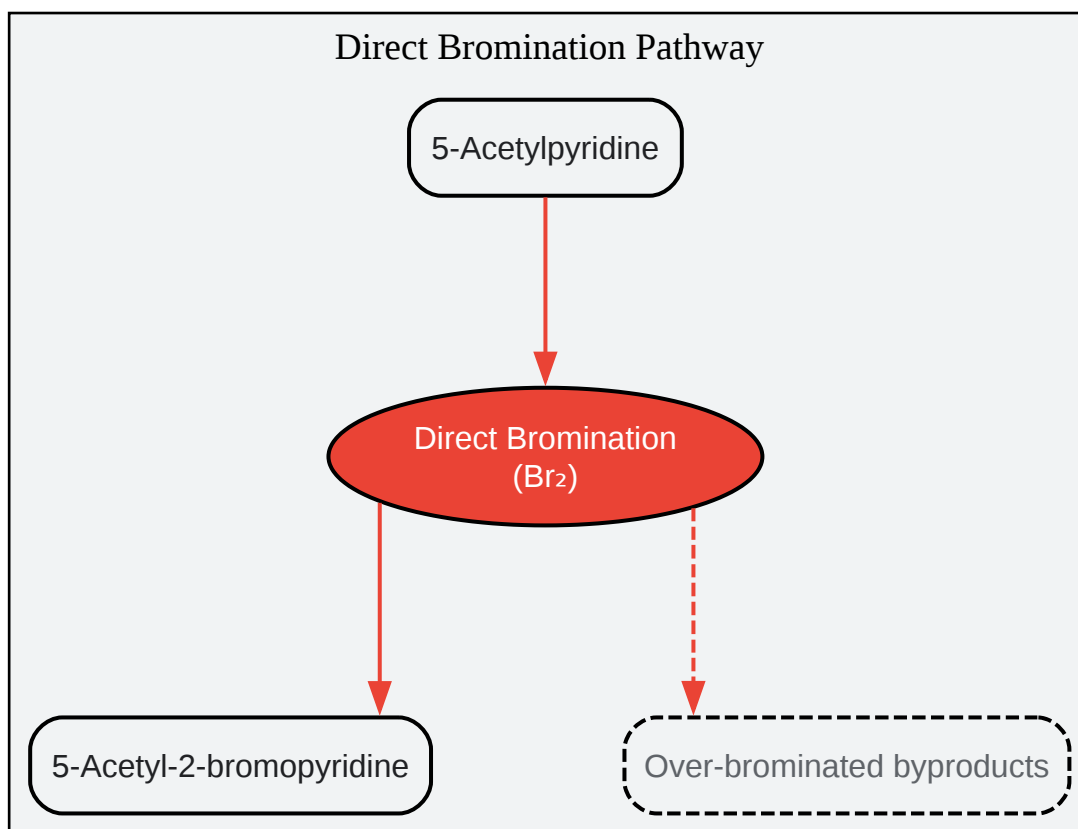 Direct Bromination Pathway
5-Acetylpyridine
Direct Bromination
(Br₂)
5-Acetyl-2-bromopyridine
Over-brominated byproducts